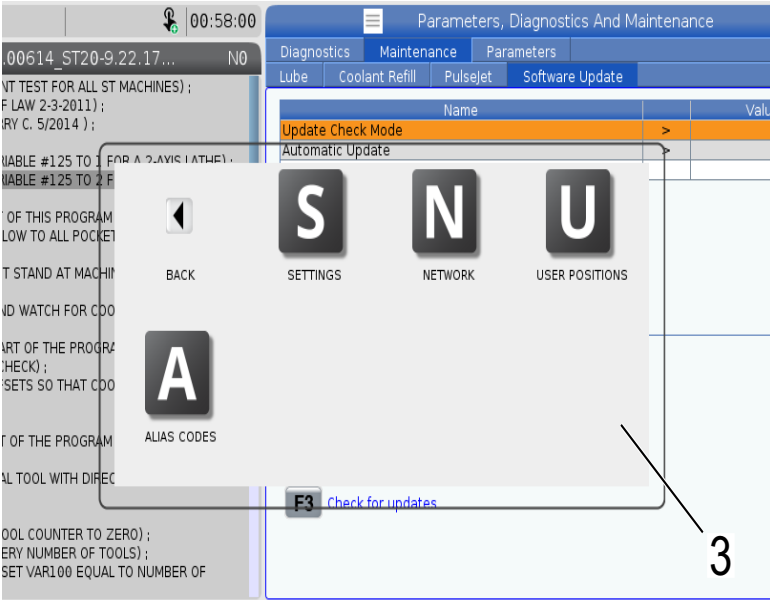 00:58:00
Parameters, Diagnostics And Maintenance
.00614_ST20-9.22.17... N0
Diagnostics Maintenance Parameters
Lube Coolant Refill PulseJet Software Update
NT TEST FOR ALL ST MACHINES) ;
F LAW 2-3-2011) ;
RRY C. 5/2014 ) ;
Name Valu
Update Check Mode >
Automatic Update >
RIABLE #125 TO 1 FOR A 2-AXIS LATHE) ;
RIABLE #125 TO 2 F
OF THIS PROGRAM
LOW TO ALL POCKET
T STAND AT MACHIN
ND WATCH FOR COO
ART OF THE PROGRA
CHECK) ;
FSETS SO THAT COO
T OF THE PROGRAM
AL TOOL WITH DIREC
OOL COUNTER TO ZERO) ;
ERY NUMBER OF TOOLS) ;
SET VAR100 EQUAL TO NUMBER OF
S N U
BACK SETTINGS NETWORK USER POSITIONS
A
ALIAS CODES
F3 Check for updates
3